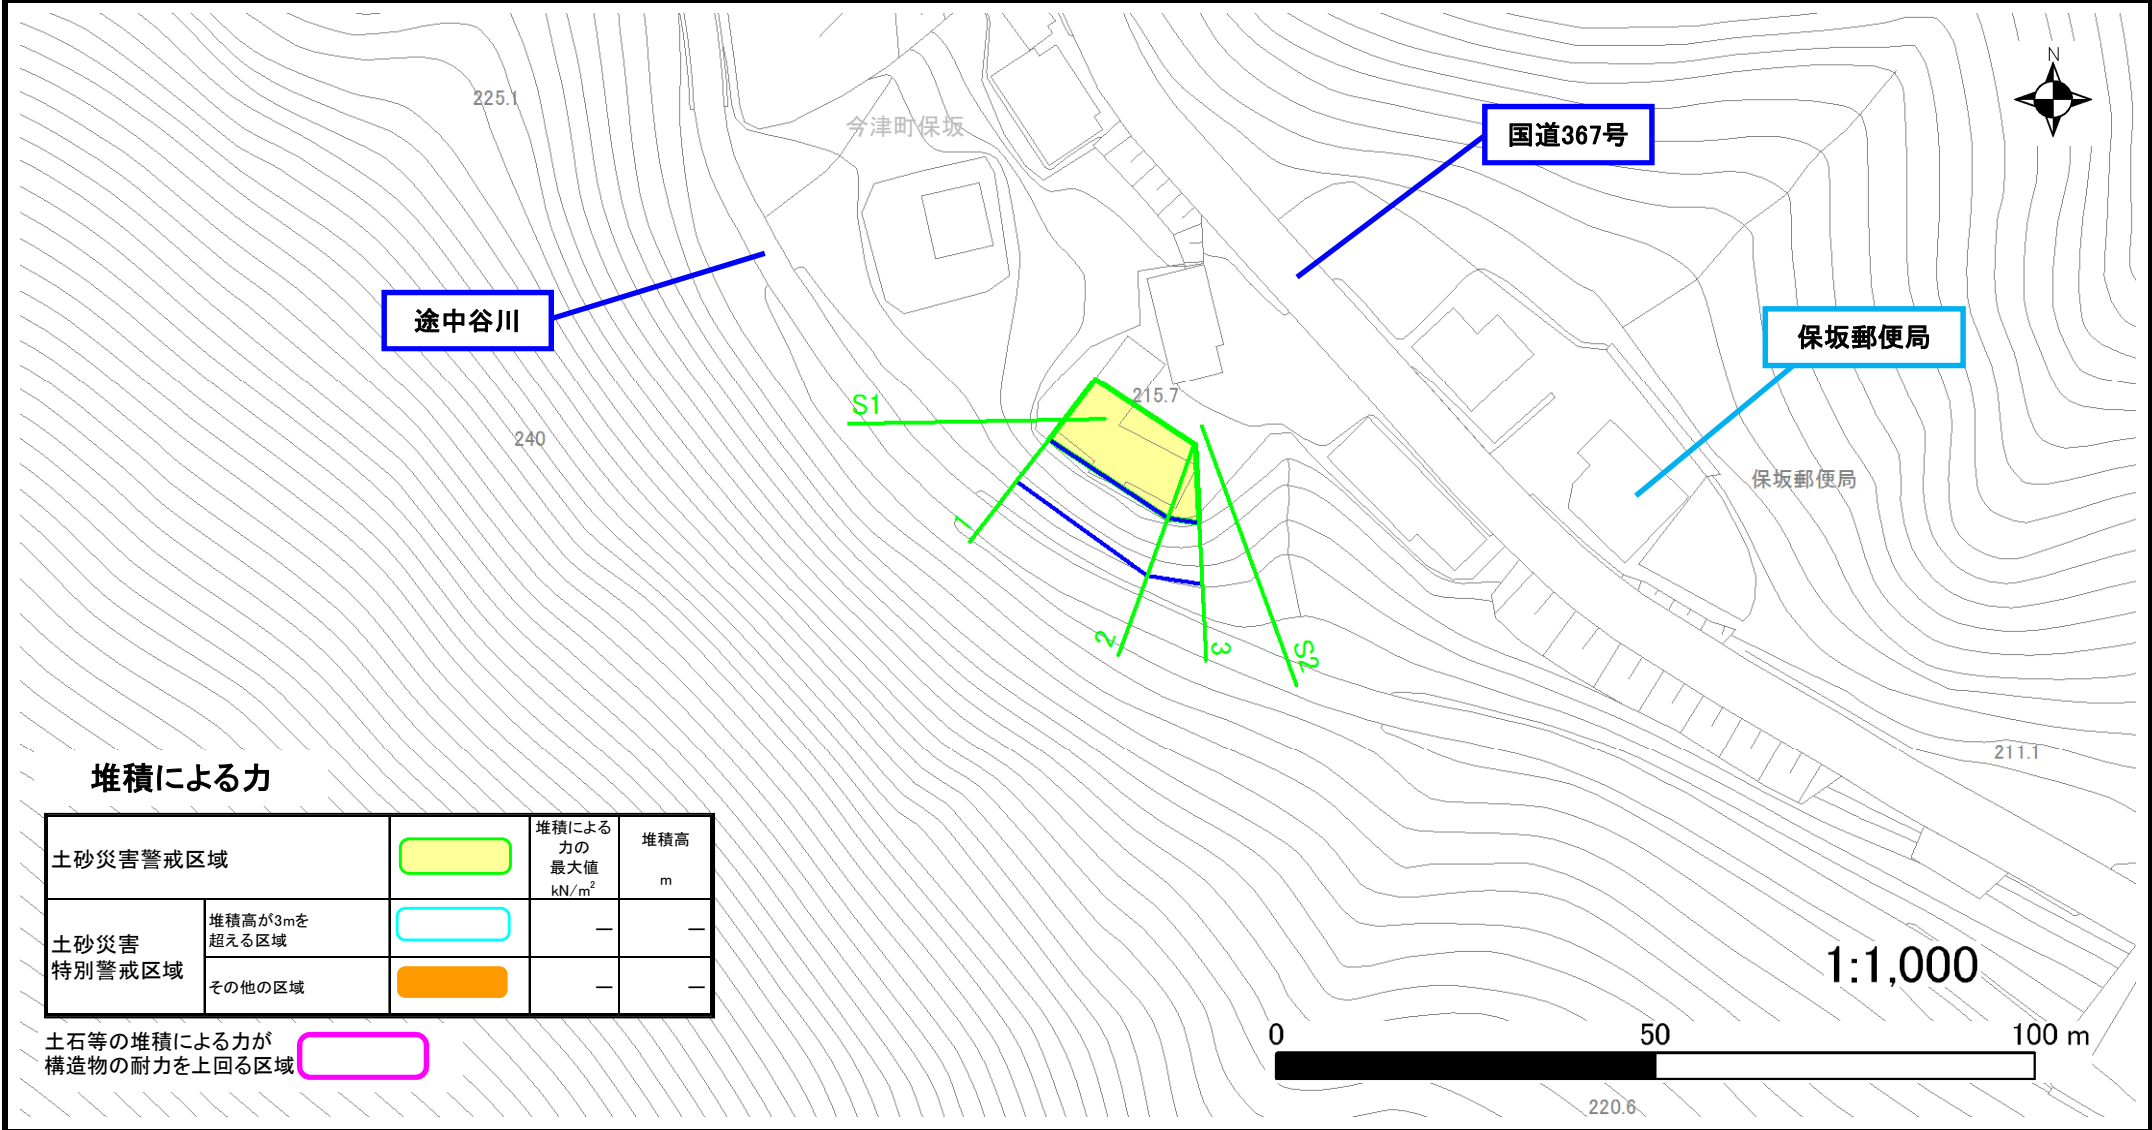 N
225.1
今津町保坂
国道367号
途中谷川
保坂郵便局
S1
215.7
240
保坂郵便局
1
2
3
S2
211.1
堆積による力
土砂災害警戒区域
堆積による
力の
最大値
kN/m²
堆積高
m
土砂災害
特別警戒区域
堆積高が3mを
超える区域
－
－
その他の区域
－
－
土石等の堆積による力が
構造物の耐力を上回る区域
1:1,000
0 50 100 m
220.6